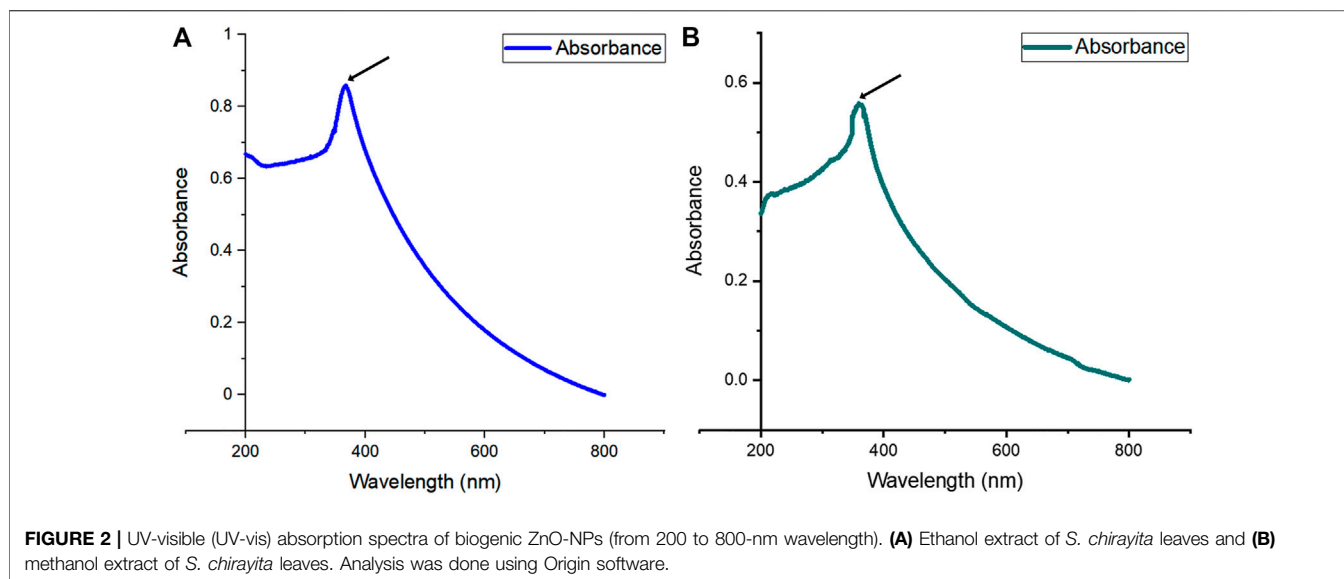 A
Absorbance
1
0.8
0.6
0.4
0.2
0
Absorbance
200
400
600
800
Wavelength (nm)
B
Absorbance
0.6
0.4
0.2
0.0
Absorbance
200
400
600
800
Wavelength (nm)
FIGURE 2 | UV-visible (UV-vis) absorption spectra of biogenic ZnO-NPs (from 200 to 800-nm wavelength). (A) Ethanol extract of S. chirayita leaves and (B)
methanol extract of S. chirayita leaves. Analysis was done using Origin software.